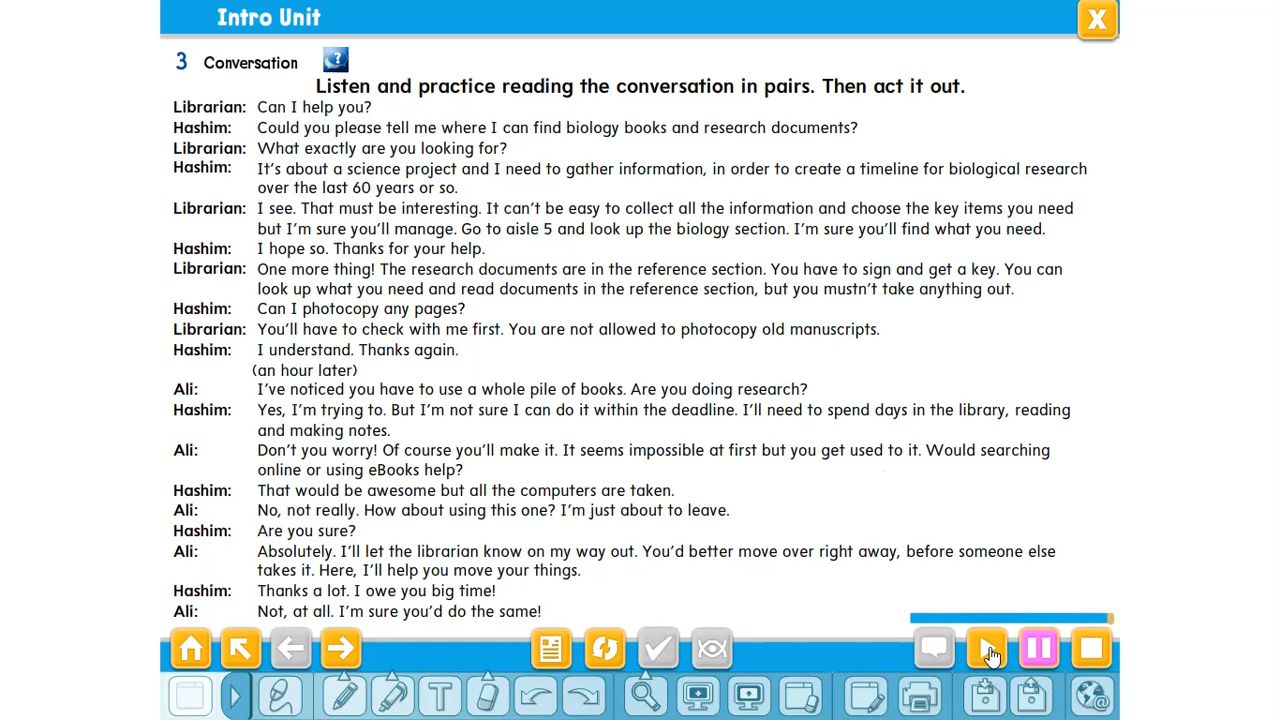 Intro Unit
X
3 Conversation
?
Listen and practice reading the conversation in pairs. Then act it out.
Librarian: Can I help you?
Hashim: Could you please tell me where I can find biology books and research documents?
Librarian: What exactly are you looking for?
Hashim: It's about a science project and I need to gather information, in order to create a timeline for biological research
over the last 60 years or so.
Librarian: I see. That must be interesting. It can't be easy to collect all the information and choose the key items you need
but I'm sure you'll manage. Go to aisle 5 and look up the biology section. I'm sure you'll find what you need.
Hashim: I hope so. Thanks for your help.
Librarian: One more thing! The research documents are in the reference section. You have to sign and get a key. You can
look up what you need and read documents in the reference section, but you mustn't take anything out.
Hashim: Can I photocopy any pages?
Librarian: You'll have to check with me first. You are not allowed to photocopy old manuscripts.
Hashim: I understand. Thanks again.
(an hour later)
Ali: I've noticed you have to use a whole pile of books. Are you doing research?
Hashim: Yes, I'm trying to. But I'm not sure I can do it within the deadline. I'll need to spend days in the library, reading
and making notes.
Ali: Don't you worry! Of course you'll make it. It seems impossible at first but you get used to it. Would searching
online or using eBooks help?
Hashim: That would be awesome but all the computers are taken.
Ali: No, not really. How about using this one? I'm just about to leave.
Hashim: Are you sure?
Ali: Absolutely. I'll let the librarian know on my way out. You'd better move over right away, before someone else
takes it. Here, I'll help you move your things.
Hashim: Thanks a lot. I owe you big time!
Ali: Not, at all. I'm sure you'd do the same!
T
@